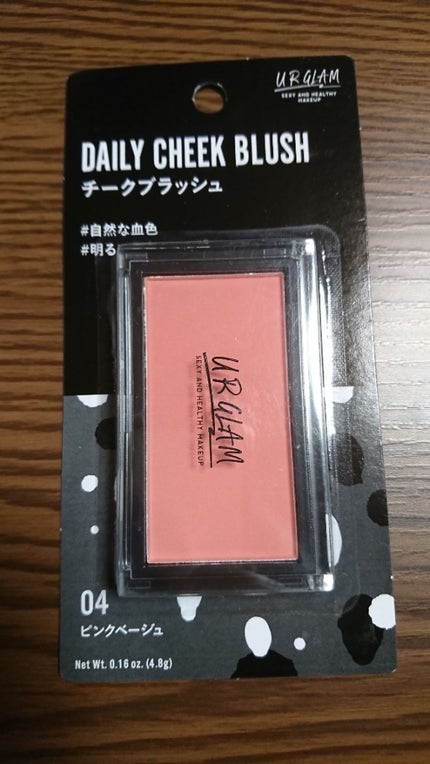 UR GLAM
SEXY AND HEALTHY
MAKEUP
DAILY CHEEK BLUSH
チークブラッシュ
#自然な血色
#明る
UR GLAM
SEXY AND HEALTHY MAKEUP
04
ピンクベージュ
Net Wt. 0.16 oz. (4.8g)